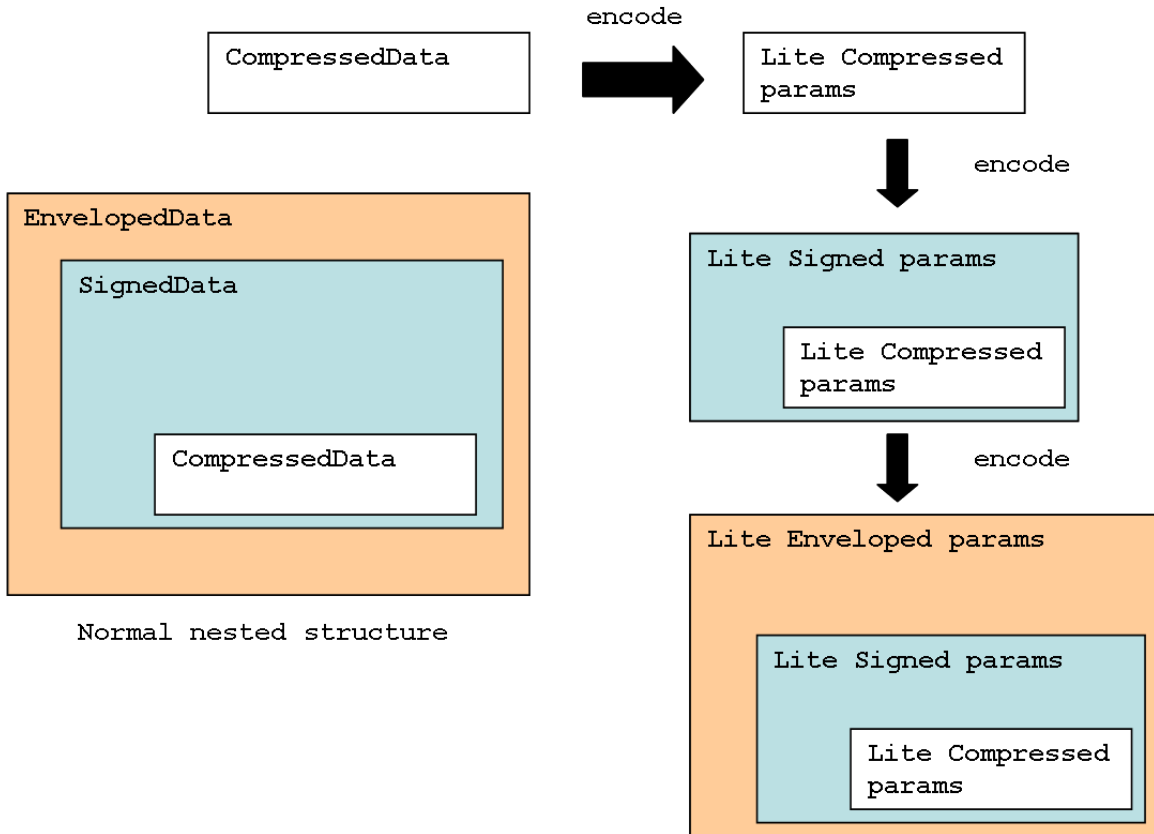 encode
CompressedData
Lite Compressed
params
encode
EnvelopedData
SignedData
CompressedData
Normal nested structure
Lite Signed params
Lite Compressed
params
encode
Lite Enveloped params
Lite Signed params
Lite Compressed
params